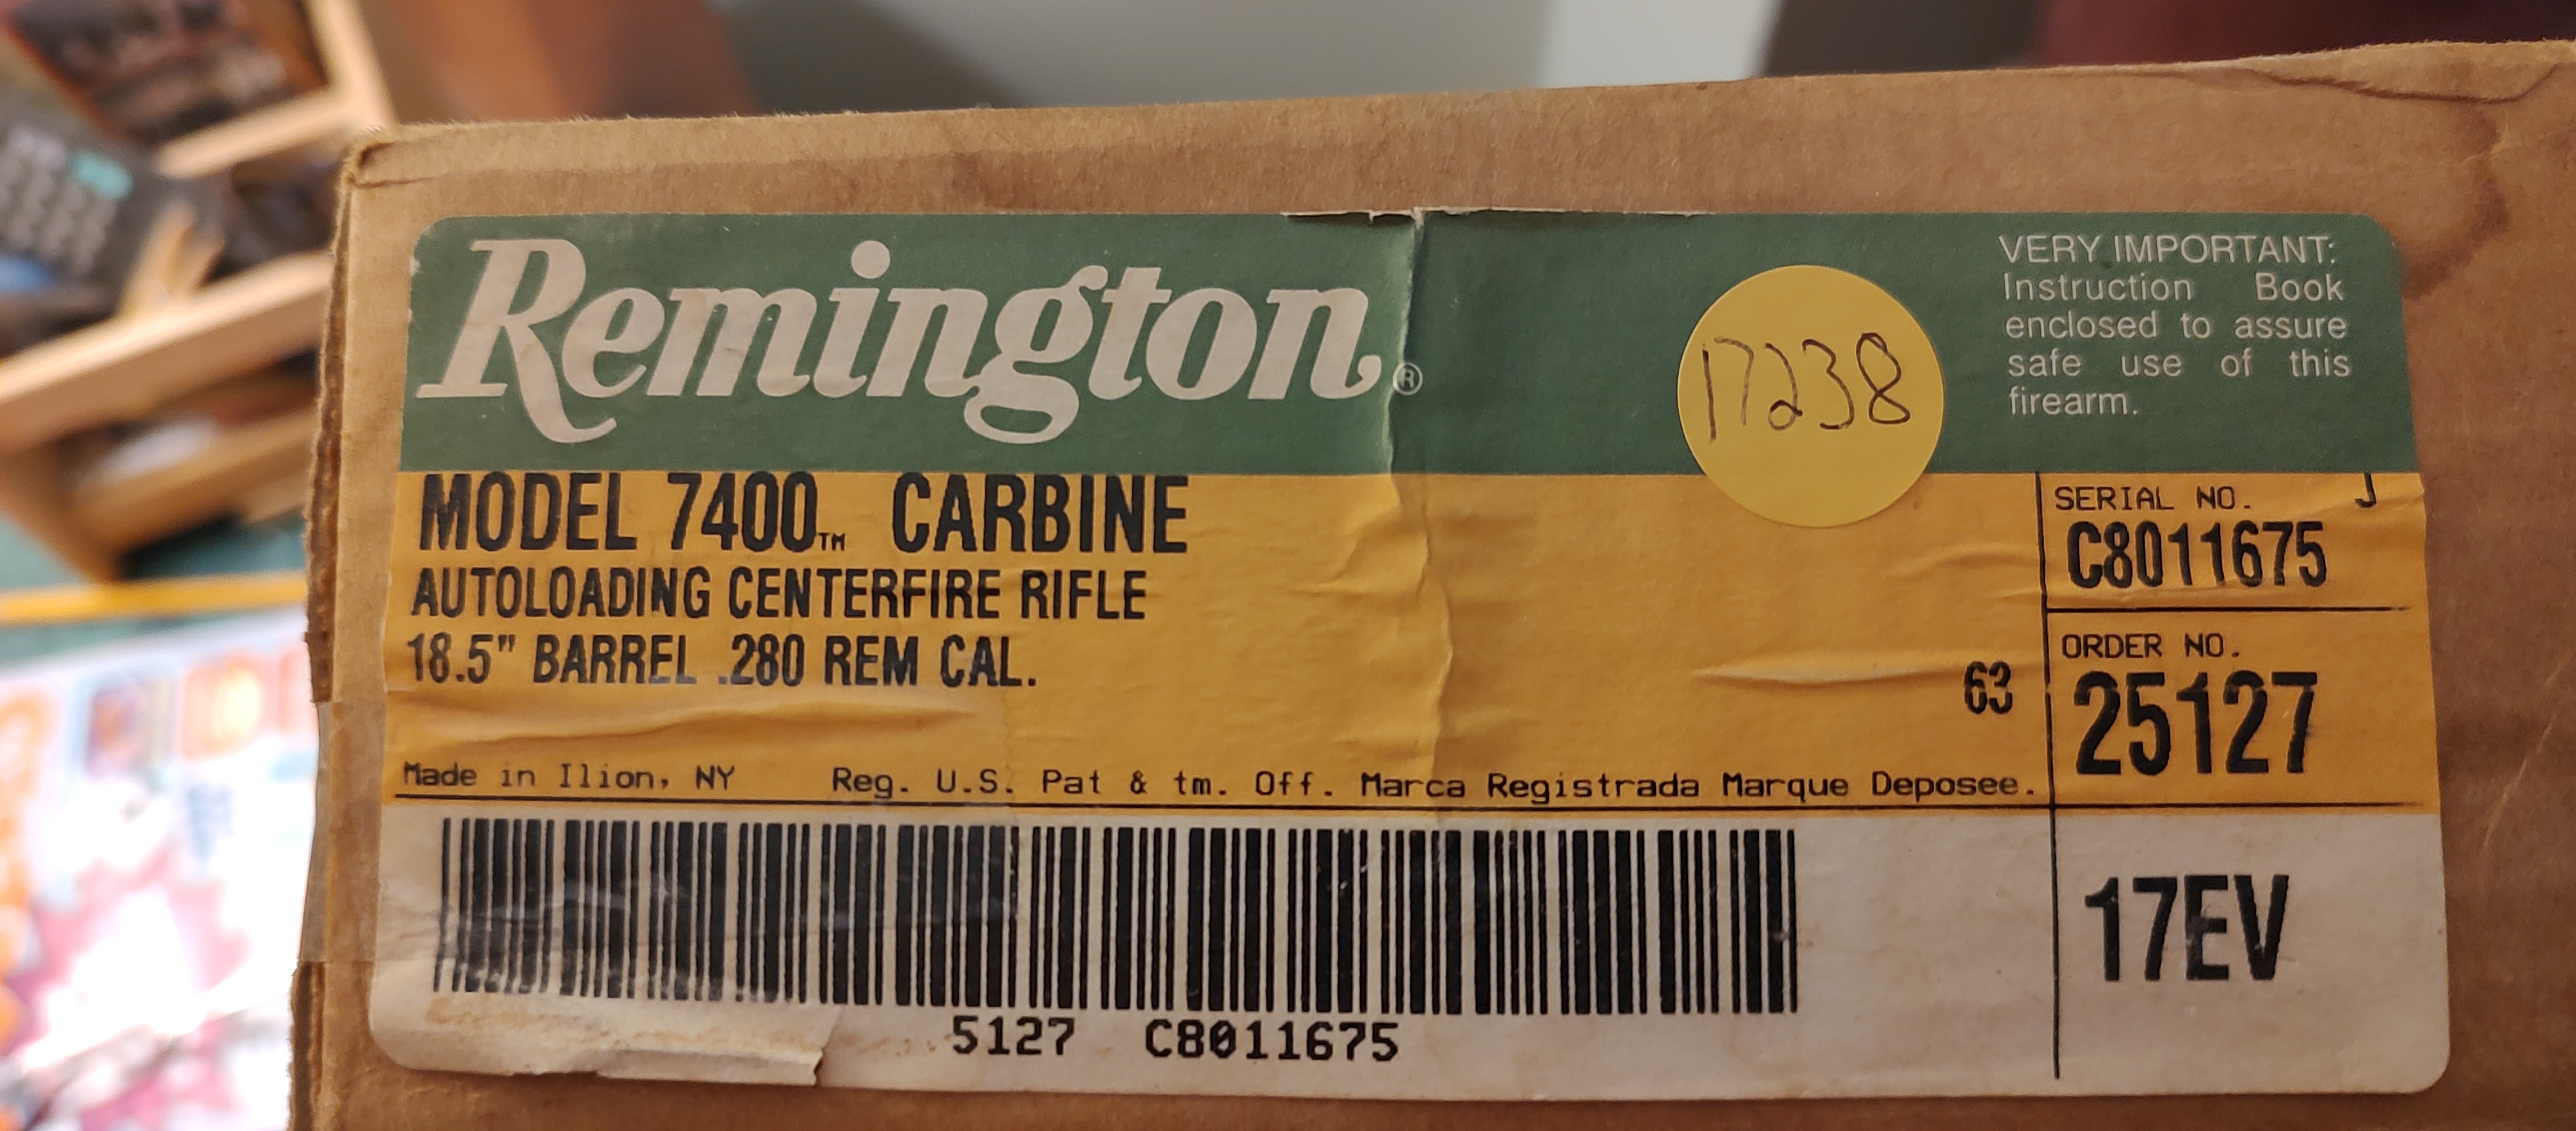 Remington®
17238
VERY IMPORTANT:
Instruction Book
enclosed to assure
safe use of this
firearm.
MODEL 7400™ CARBINE
AUTOLOADING CENTERFIRE RIFLE
18.5" BARREL .280 REM CAL.
63
Made in Ilion, NY Reg. U.S. Pat & tm. Off. Marca Registrada Marque Deposee.
SERIAL NO. J
C8011675
ORDER NO.
25127
17EV
5127 C8011675